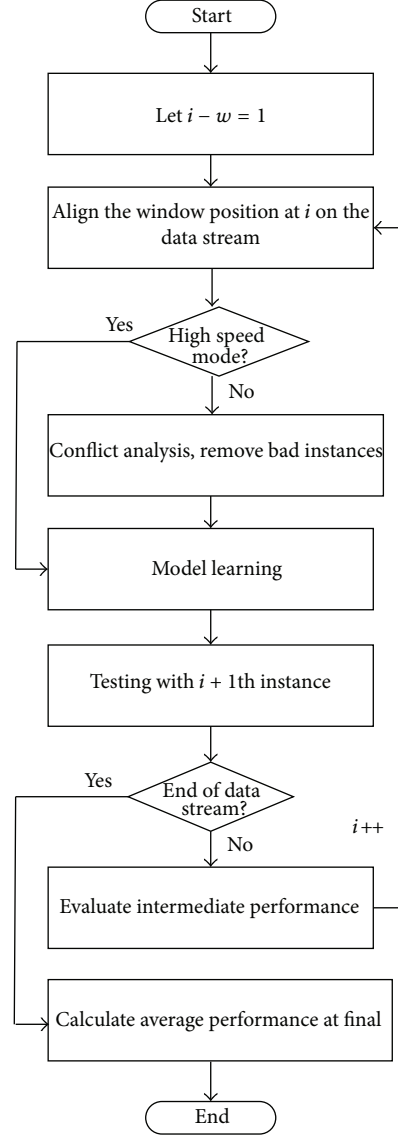 Start
Let i − w = 1
Align the window position at i on the
data stream
Yes
High speed
mode?
No
Conflict analysis, remove bad instances
Model learning
Testing with i + 1th instance
Yes
End of data
stream?
No
i++
Evaluate intermediate performance
Calculate average performance at final
End